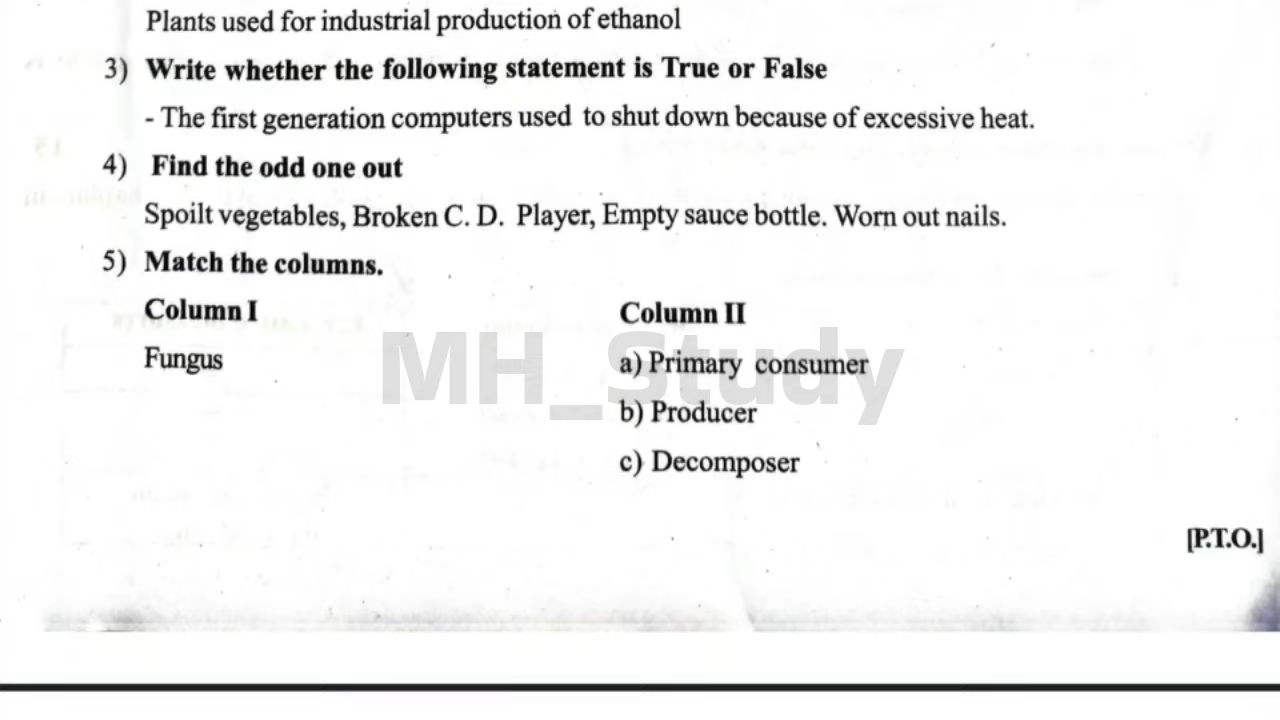 Plants used for industrial production of ethanol
3) Write whether the following statement is True or False
- The first generation computers used to shut down because of excessive heat.
4) Find the odd one out
Spoilt vegetables, Broken C. D. Player, Empty sauce bottle. Worn out nails.
5) Match the columns.
Column I Column II
Fungus a) Primary consumer
b) Producer
c) Decomposer
MH_Study
[P.T.O.]